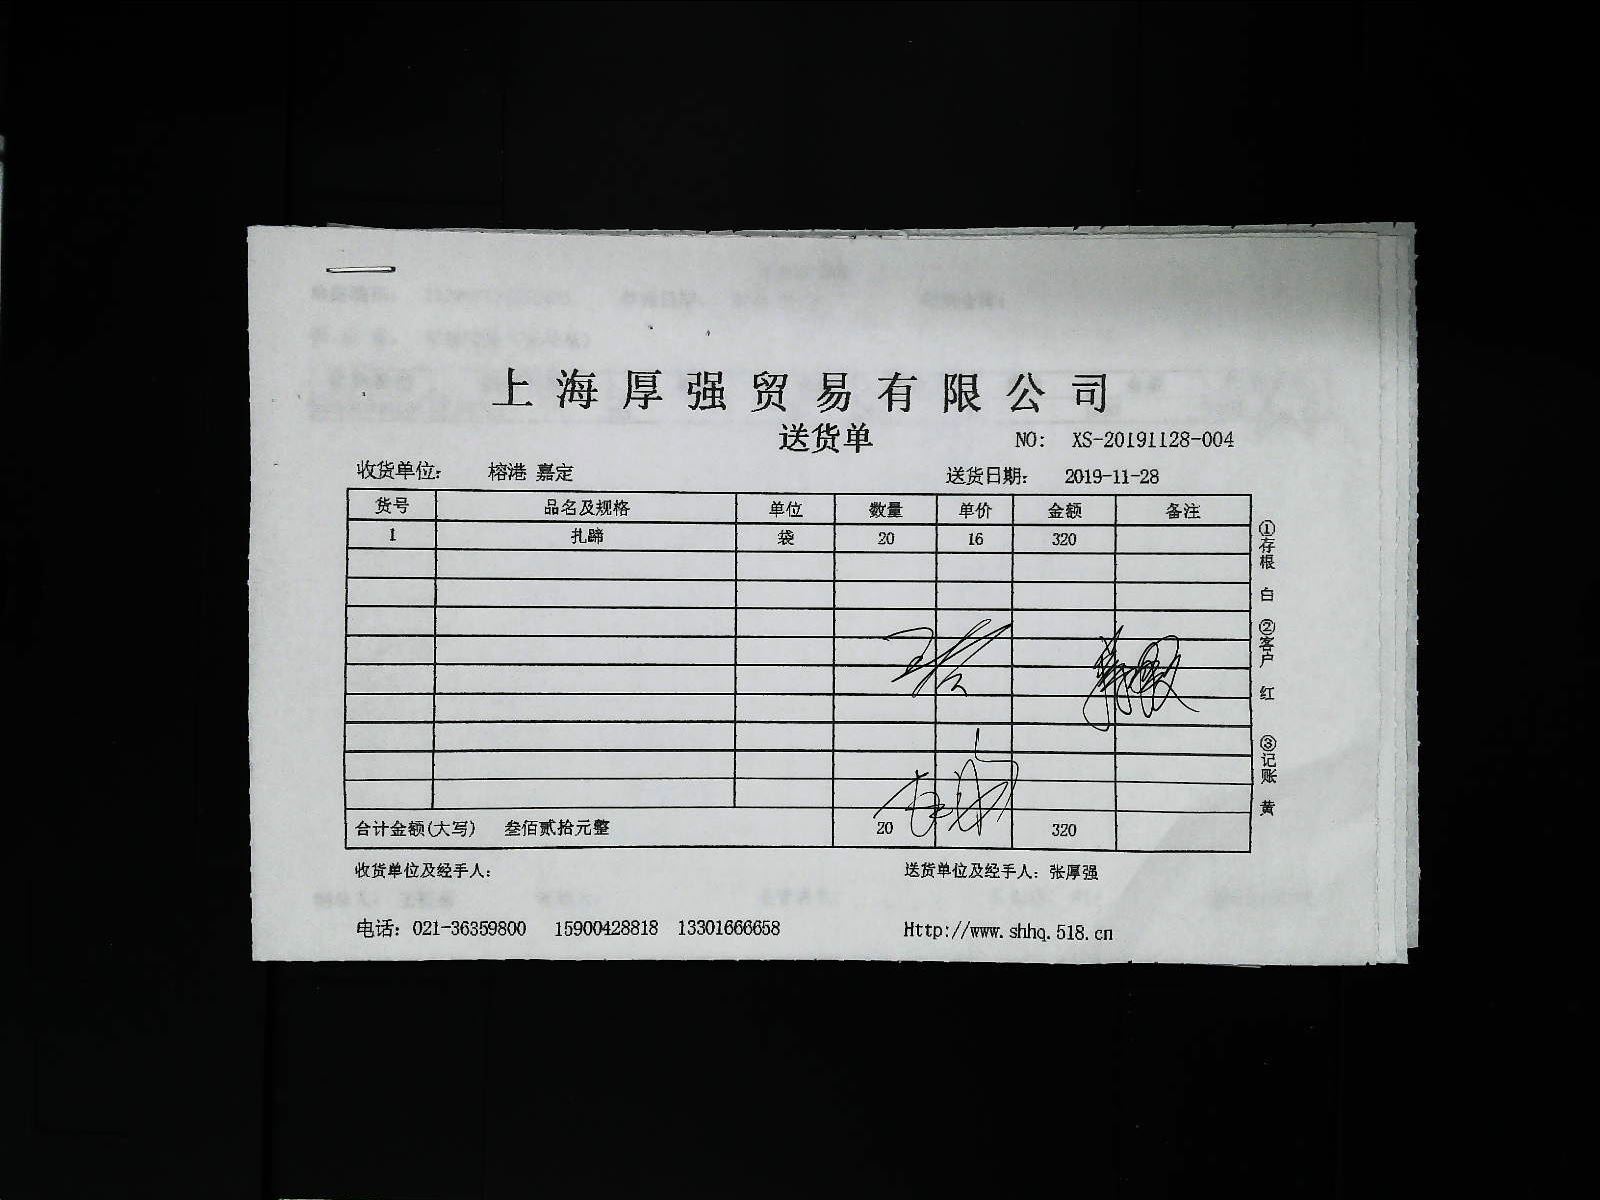 上海厚强贸易有限公司
送货单 NO: XS-20191128-004
收货单位: 榕港 嘉定 送货日期: 2019-11-28
货号 品名及规格 单位 数量 单价 金额 备注
1 扎蹄 袋 20 16 320
合计金额(大写) 叁佰贰拾元整 20 320
收货单位及经手人: 送货单位及经手人: 张厚强
电话: 021-36359800 15900428818 13301666658 Http://www.shhq.518.cn
①存根 白 ②客户 红 ③记账 黄